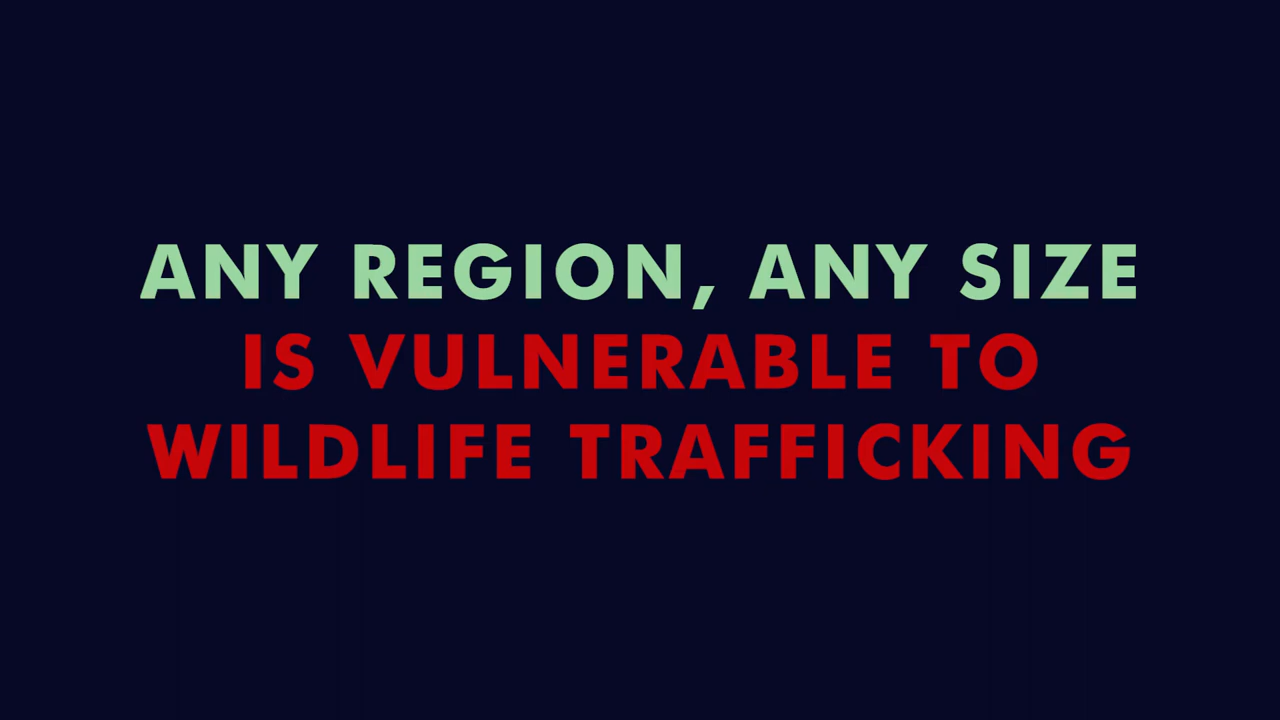 ANY REGION, ANY SIZE
IS VULNERABLE TO
WILDLIFE TRAFFICKING